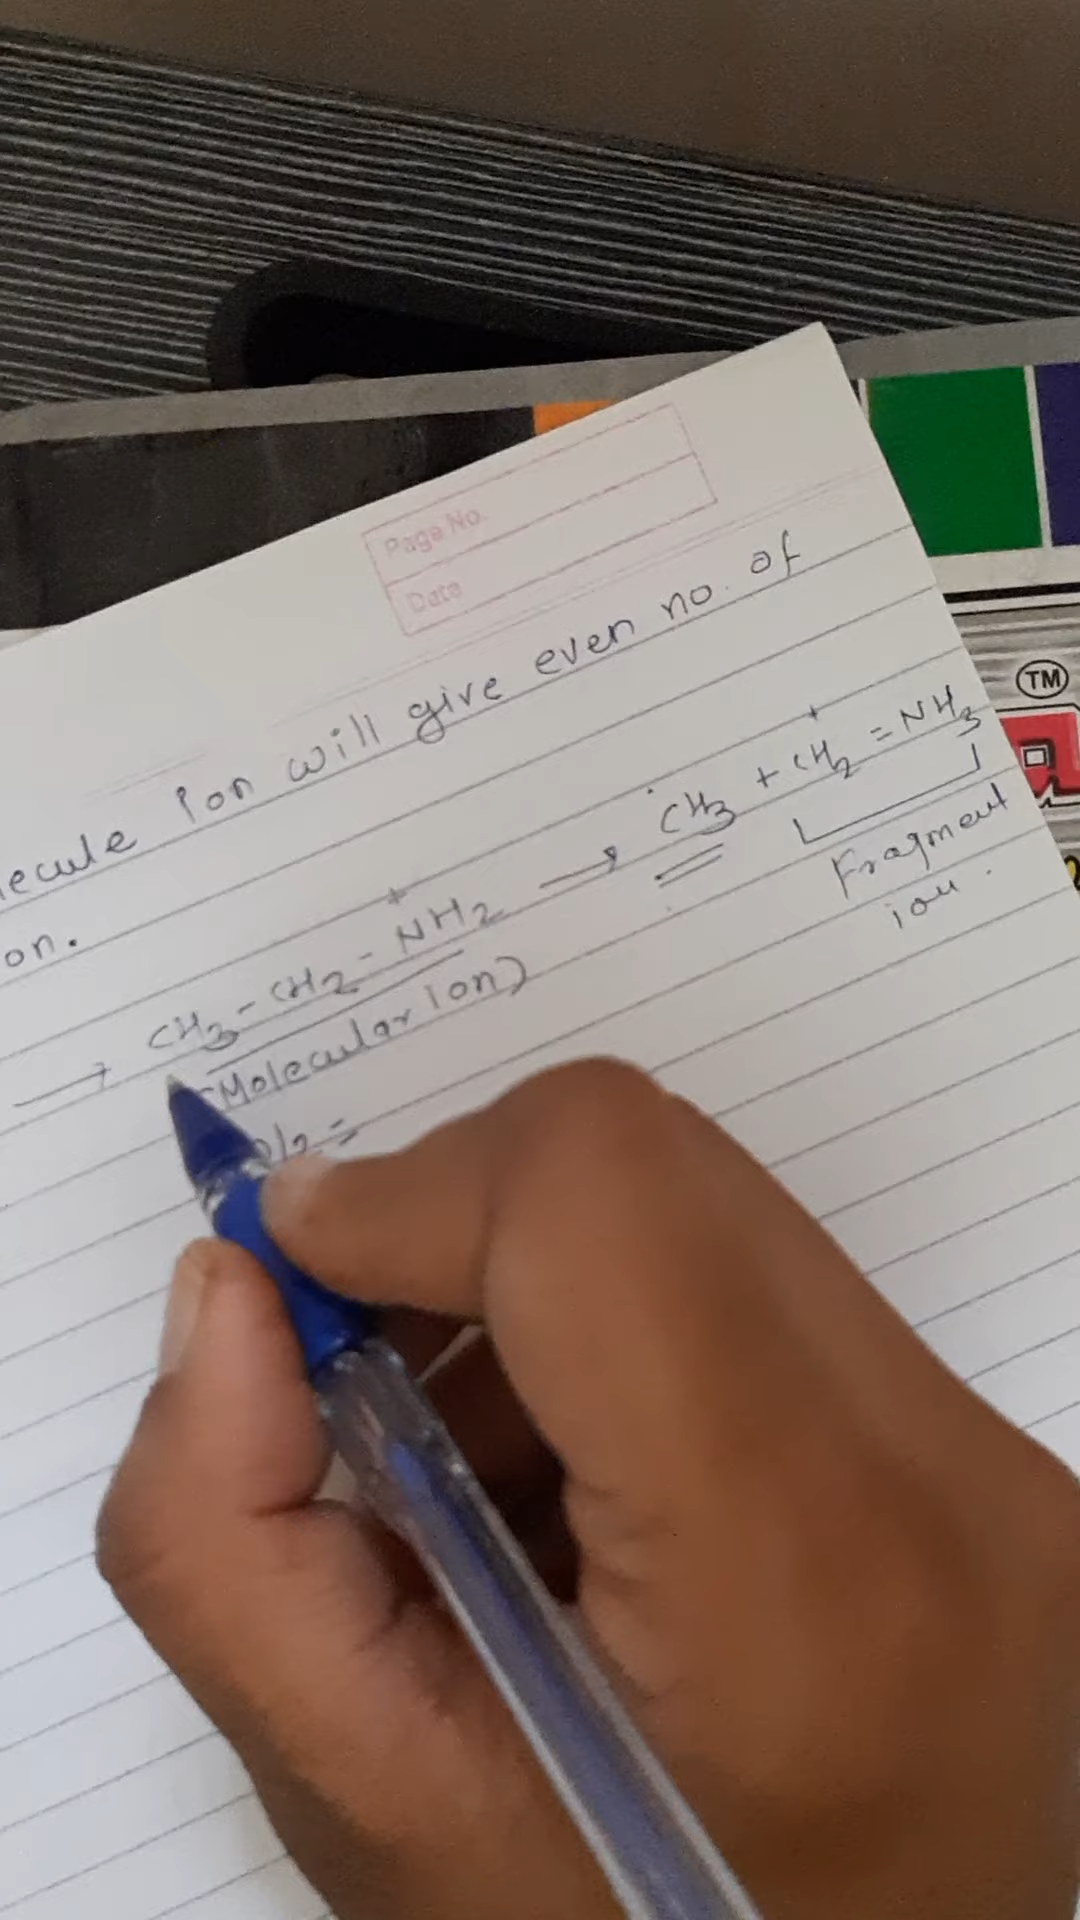 Page No.
Date
lecule ion will give even no. of
on.
→ CH3 - CH2 - NH2 + → ĊH3 + CH2 = NH3 +
(Molecular ion)
Fragment
ion.
TM